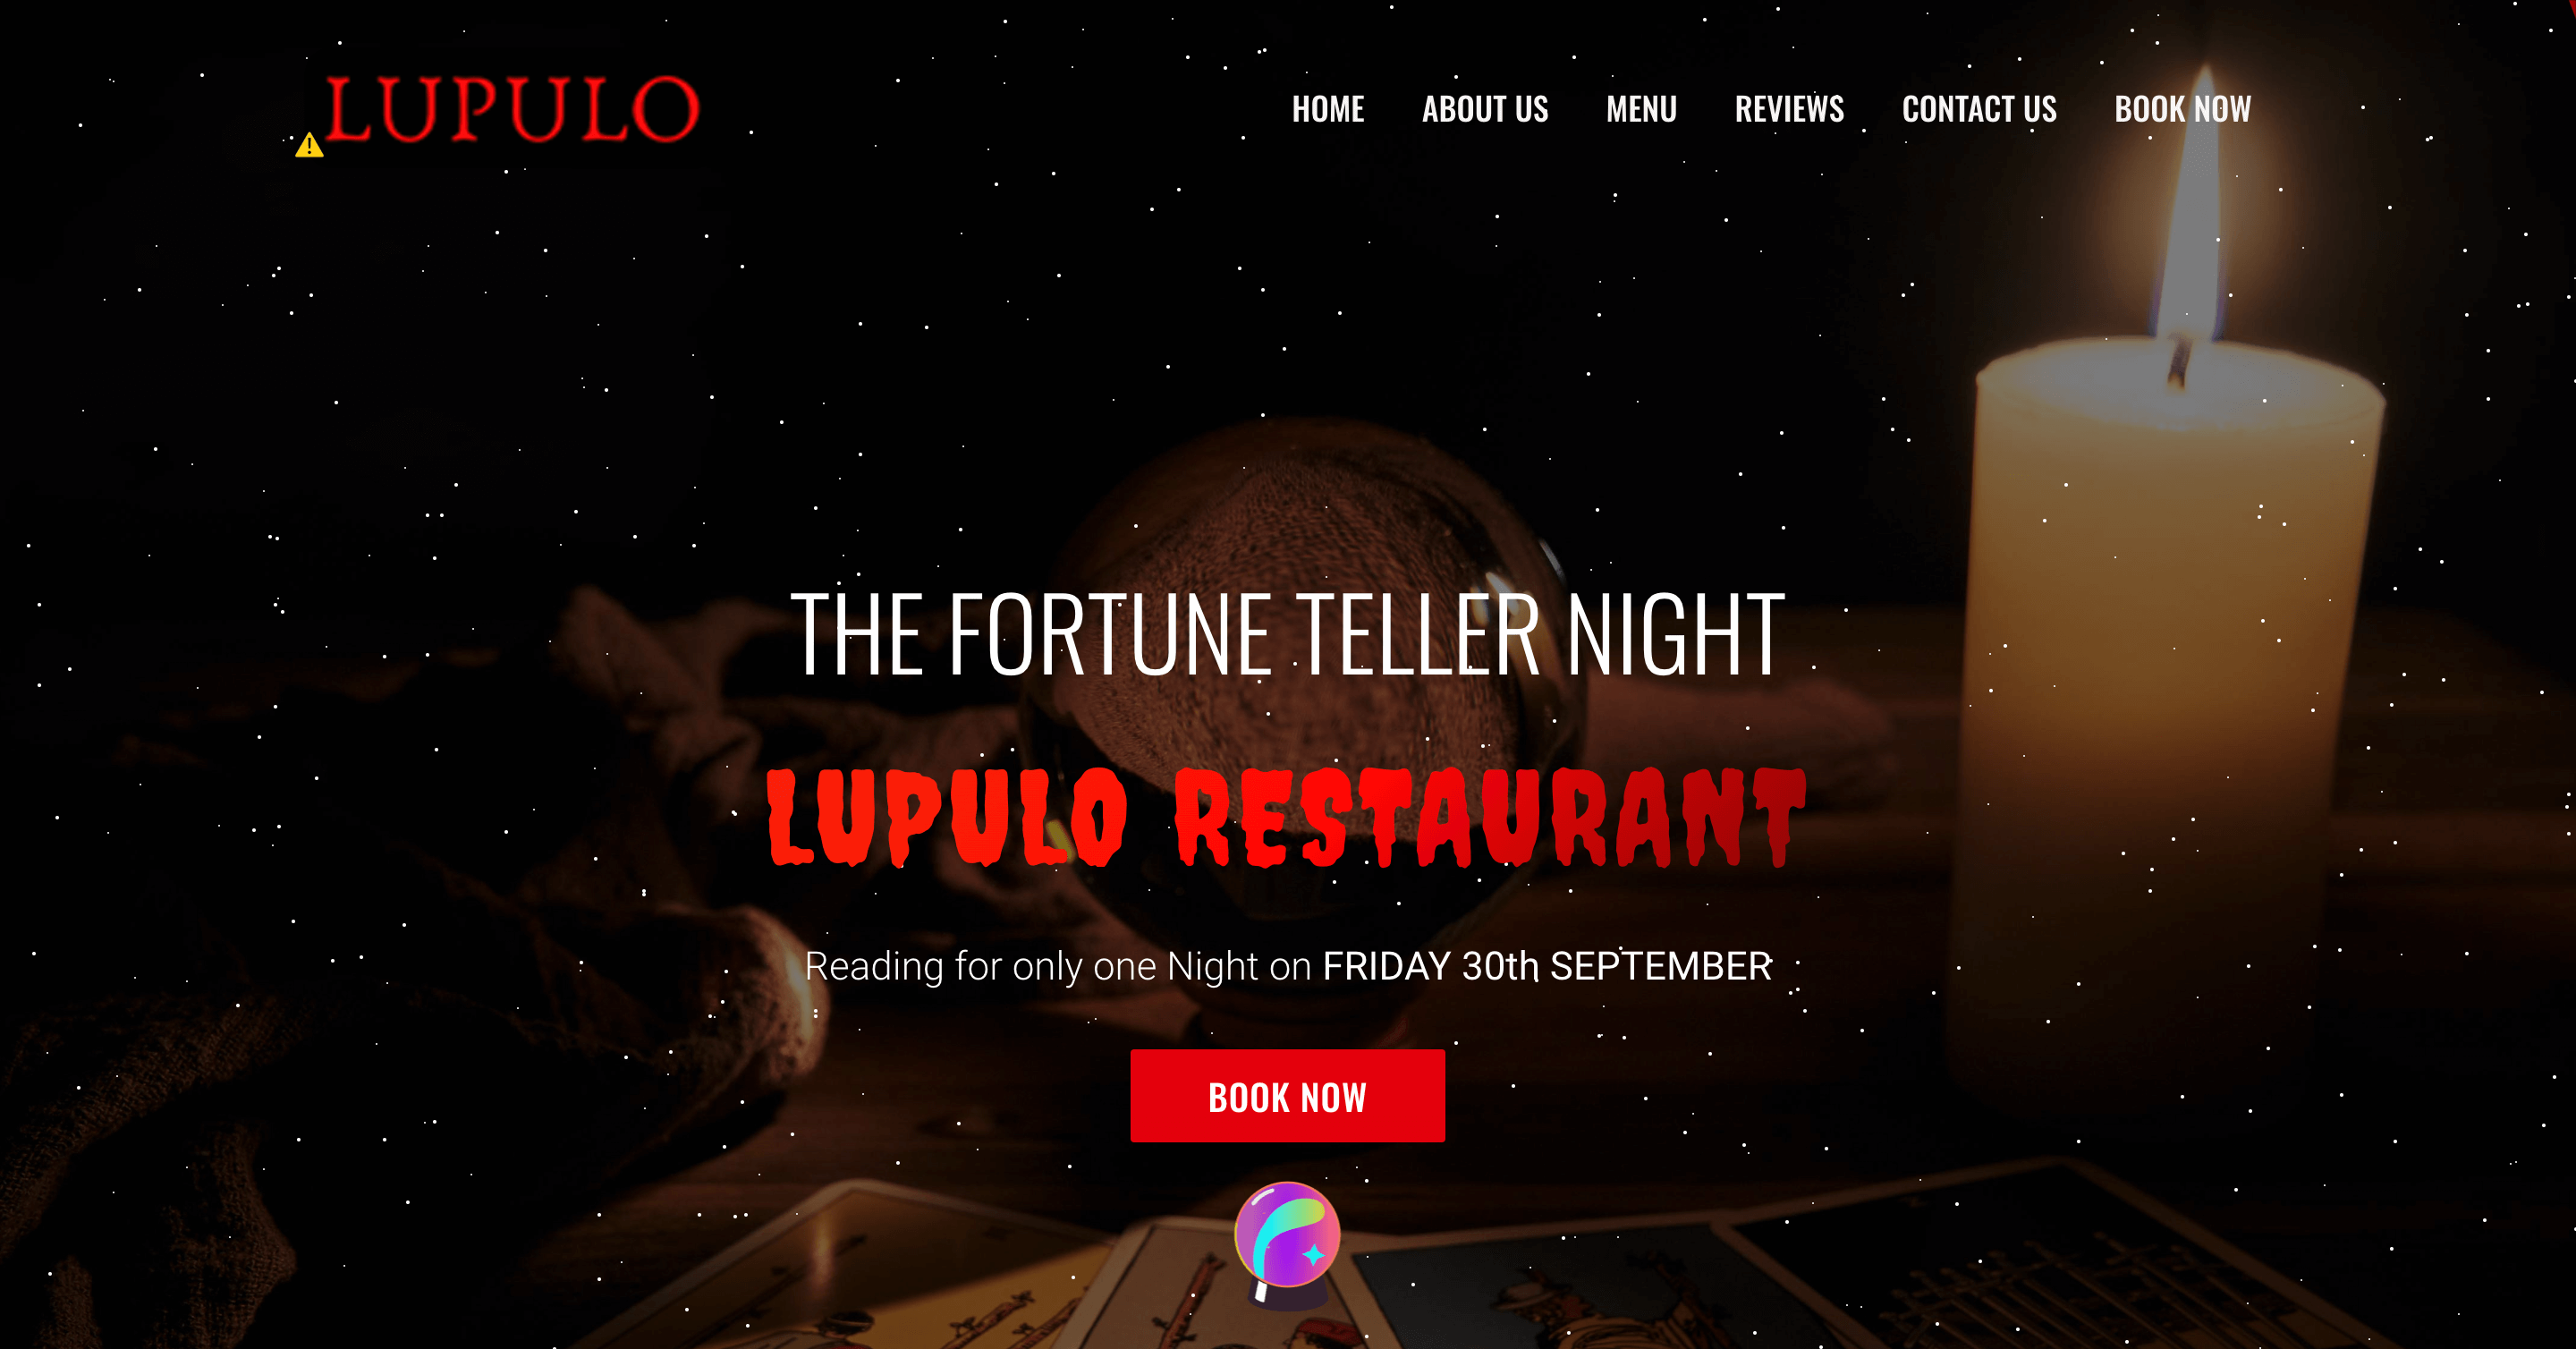 LUPULO
HOME ABOUT US MENU REVIEWS CONTACT US BOOK NOW
THE FORTUNE TELLER NIGHT
LUPULO RESTAURANT
Reading for only one Night on FRIDAY 30th SEPTEMBER
BOOK NOW